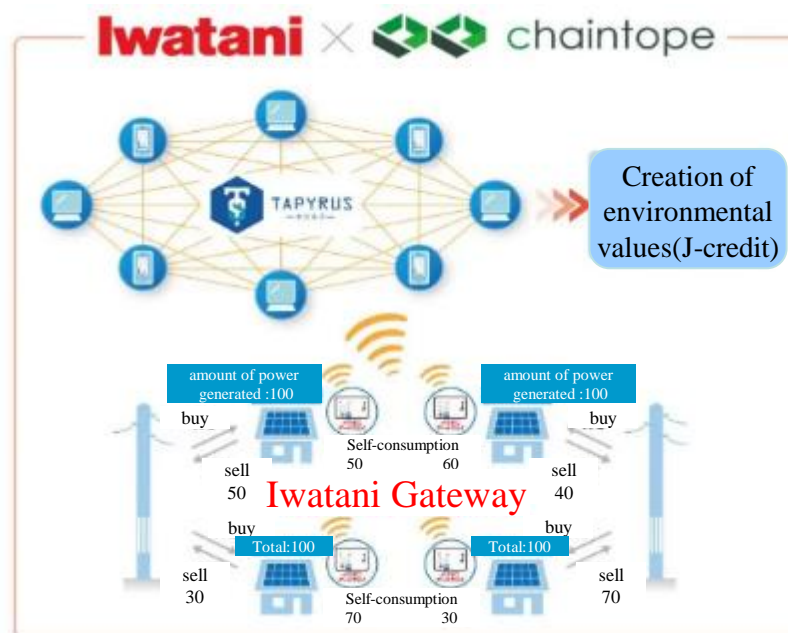 Iwatani × chaintope
TAPYRUS
Creation of
environmental
values(J-credit)
amount of power
generated :100
amount of power
generated :100
buy
buy
Self-consumption
50 60
sell
50
sell
40
Iwatani Gateway
buy
buy
Total:100
Total:100
sell
30
sell
70
Self-consumption
70 30